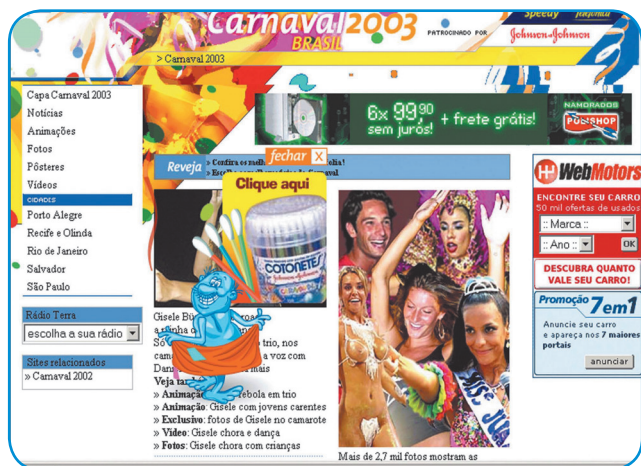 Speedy
Carnaval2003
BRASIL
PATROCINADO POR
Johnson&Johnson
> Carnaval 2003
Capa Carnaval 2003
Notícias
Animações
Fotos
Pôsteres
Vídeos
CIDADES
Porto Alegre
Recife e Olinda
Rio de Janeiro
Salvador
São Paulo
Rádio Terra
escolha a sua rádio
Sites relacionados
» Carnaval 2002
6x 99,90 + frete grátis!
sem juros!
NAMORADOS
POLISHOP
Reveja
» Confira os
fechar X
Clique aqui
COTONETES
Johnson&Johnson
Gisele
trio, nos
a voz com
mais
Veja
» Animação: rebola em trio
» Animação: Gisele com jovens carentes
» Exclusivo: fotos de Gisele no camarote
» Vídeo: Gisele chora e dança
» Fotos: Gisele chora com crianças
Mais de 2,7 mil fotos mostram as
WebMotors
ENCONTRE SEU CARRO
50 mil ofertas de usados
:: Marca ::
:: Ano :: OK
DESCUBRA QUANTO
VALE SEU CARRO!
Promoção 7em1
Anuncie seu carro
e apareça nos 7 maiores
portais
anunciar